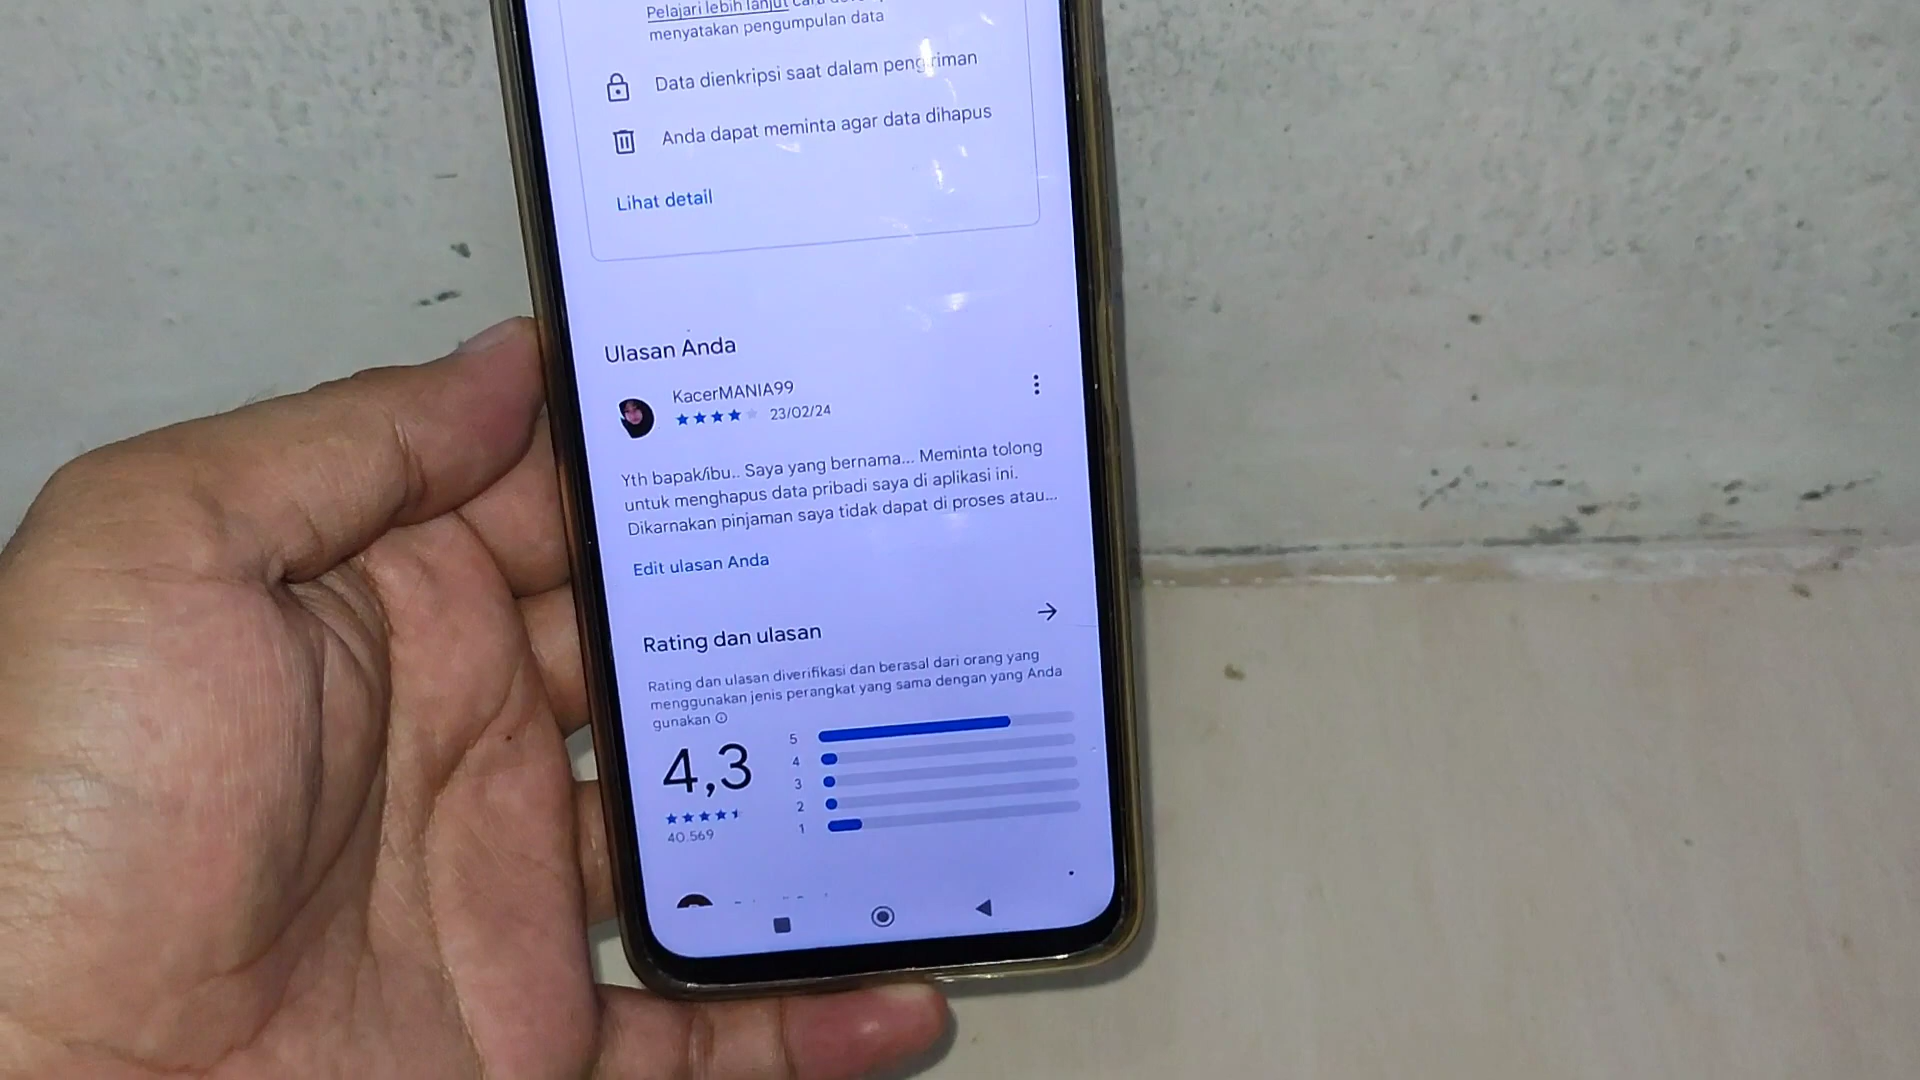 Pelajari lebih lanjut cara
menyatakan pengumpulan data
Data dienkripsi saat dalam pengiriman
Anda dapat meminta agar data dihapus
Lihat detail
Ulasan Anda
KacerMANIA99
23/02/24
Yth bapak/ibu.. Saya yang bernama... Meminta tolong
untuk menghapus data pribadi saya di aplikasi ini.
Dikarnakan pinjaman saya tidak dapat di proses atau...
Edit ulasan Anda
Rating dan ulasan
Rating dan ulasan diverifikasi dan berasal dari orang yang
menggunakan jenis perangkat yang sama dengan yang Anda
gunakan
4,3
40.569
5
4
3
2
1